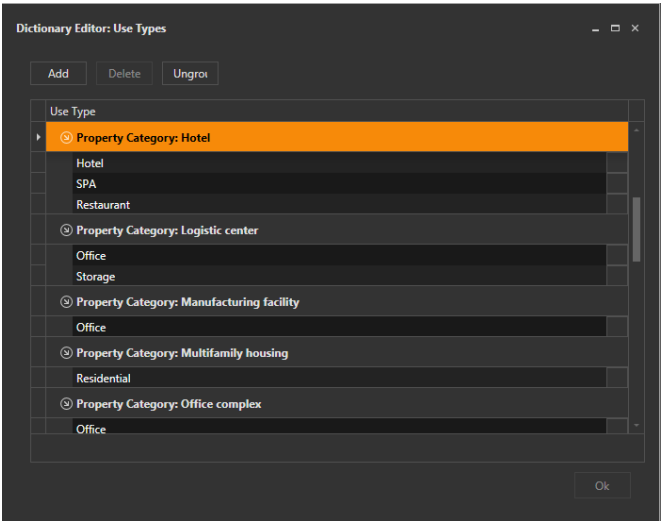 Dictionary Editor: Use Types
Add Delete Ungrou
Use Type
Property Category: Hotel
Hotel
SPA
Restaurant
Property Category: Logistic center
Office
Storage
Property Category: Manufacturing facility
Office
Property Category: Multifamily housing
Residential
Property Category: Office complex
Office
Ok